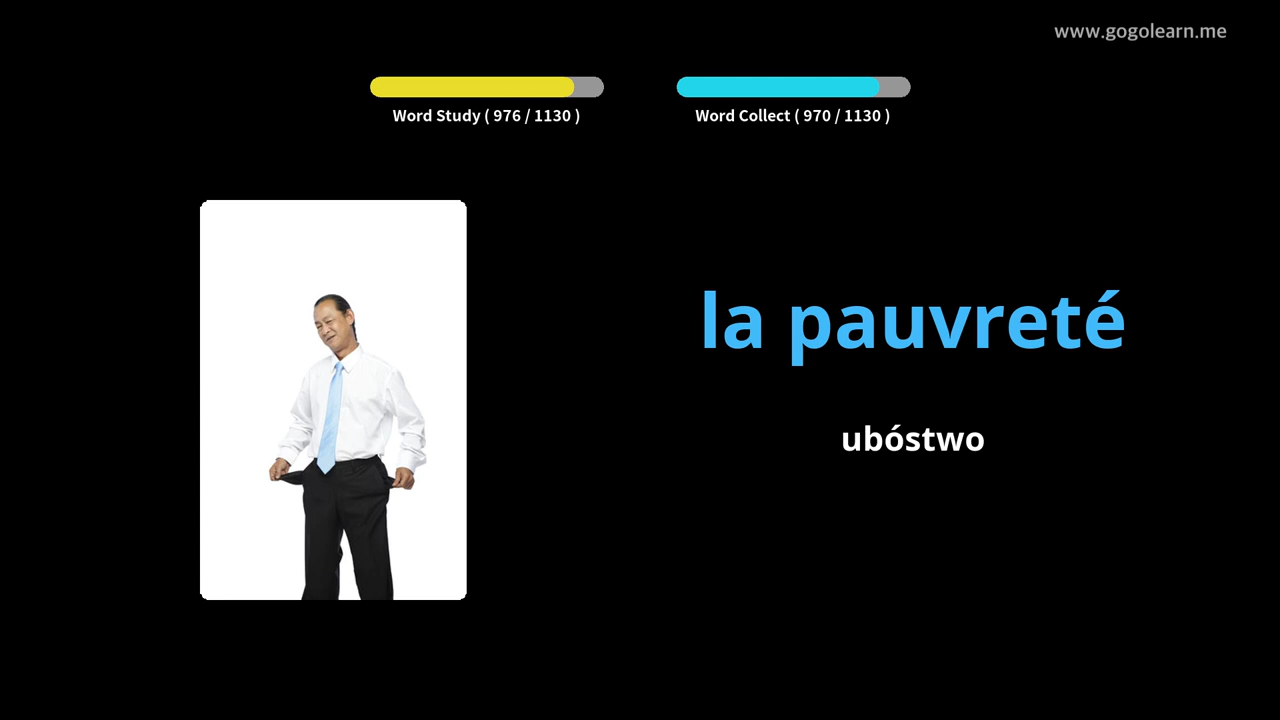 www.gogolearn.me
Word Study ( 976 / 1130 )
Word Collect ( 970 / 1130 )
la pauvreté
ubóstwo